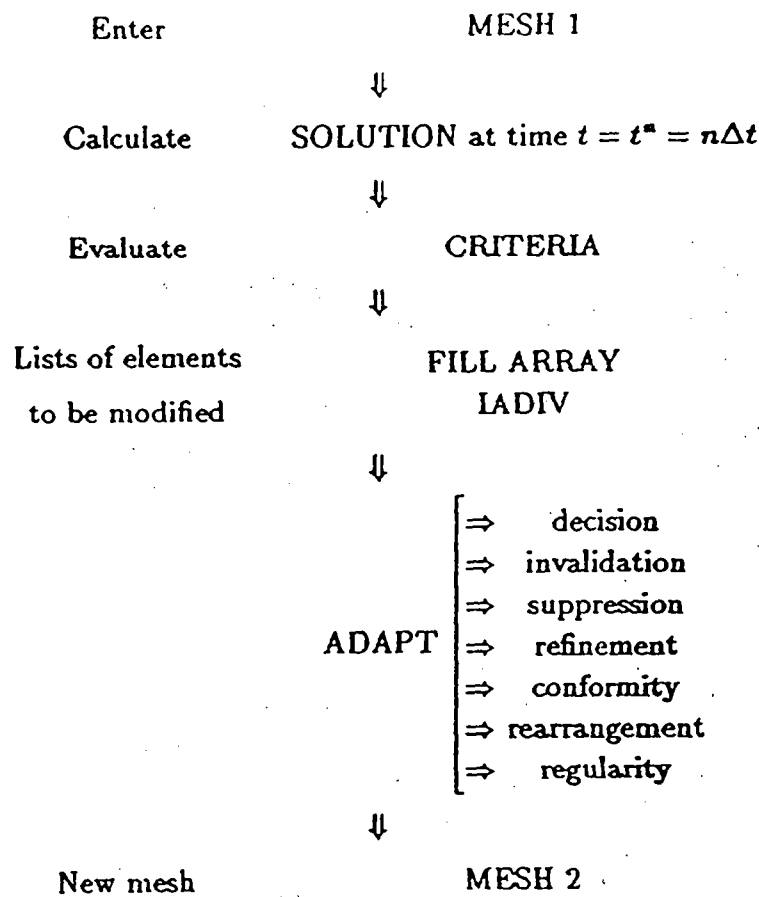 Enter MESH 1
⇓
Calculate SOLUTION at time t = tⁿ = nΔt
⇓
Evaluate CRITERIA
⇓
Lists of elements FILL ARRAY
to be modified IADIV
⇓
⇒ decision
⇒ invalidation
⇒ suppression
ADAPT ⇒ refinement
⇒ conformity
⇒ rearrangement
⇒ regularity
⇓
New mesh MESH 2